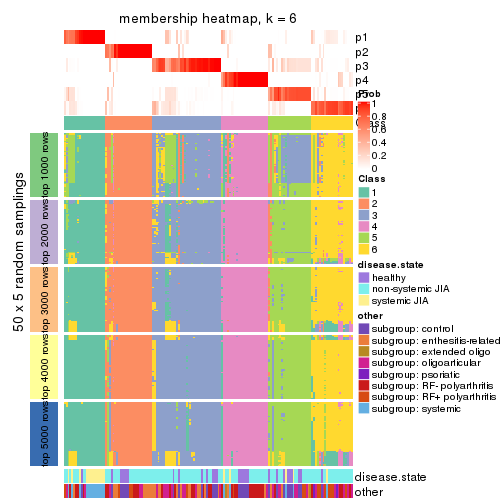 membership heatmap, k = 6
p1
p2
p3
p4
p5
Prob
1
0.8
0.6
0.4
0.2
0
Class
Class
1
2
3
4
5
6
disease.state
healthy
non-systemic JIA
systemic JIA
other
subgroup: control
subgroup: enthesitis-related
subgroup: extended oligo
subgroup: oligoarticular
subgroup: psoriatic
subgroup: RF- polyarthritis
subgroup: RF+ polyarthritis
subgroup: systemic
50 x 5 random samplings
top 1000 rows
top 2000 rows
top 3000 rows
top 4000 rows
top 5000 rows
disease.state
other